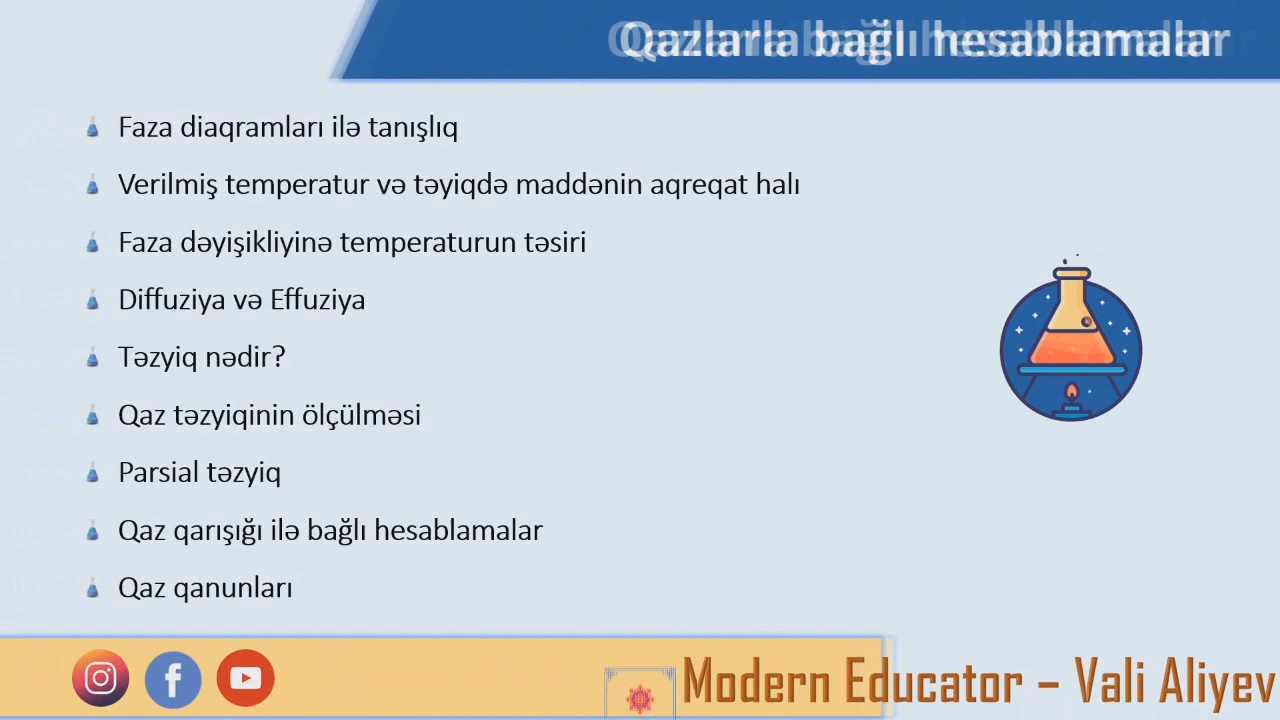 Qazlarla bağlı hesablamalar
Faza diaqramları ilə tanışlıq
Verilmiş temperatur və təyiqdə maddənin aqreqat halı
Faza dəyişikliyinə temperaturun təsiri
Diffuziya və Effuziya
Təzyiq nədir?
Qaz təzyiqinin ölçülməsi
Parsial təzyiq
Qaz qarışığı ilə bağlı hesablamalar
Qaz qanunları
Modern Educator – Vali Aliyev